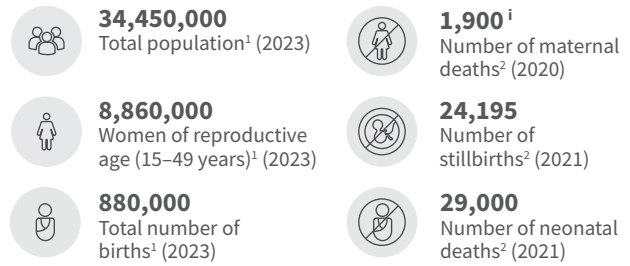 34,450,000
Total population¹ (2023)
1,900 ⁱ
Number of maternal
deaths² (2020)
8,860,000
Women of reproductive
age (15–49 years)¹ (2023)
24,195
Number of
stillbirths² (2021)
880,000
Total number of
births¹ (2023)
29,000
Number of neonatal
deaths² (2021)